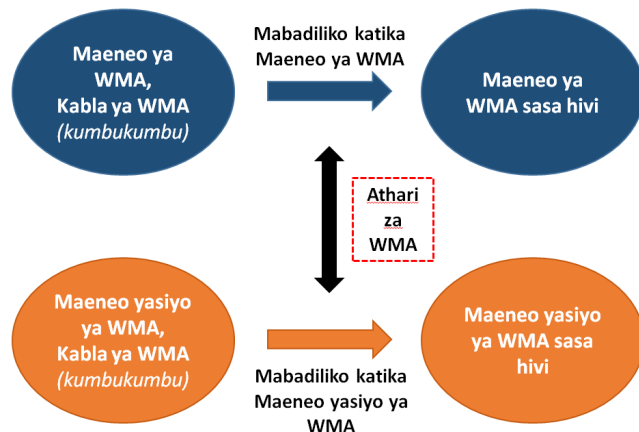 Maeneo ya
WMA,
Kabla ya WMA
(kumbukumbu)
Mabadiliko katika
Maeneo ya WMA
Maeneo ya
WMA sasa hivi
Athari
za
WMA
Maeneo yasiyo
ya WMA,
Kabla ya WMA
(kumbukumbu)
Mabadiliko katika
Maeneo yasiyo ya
WMA
Maeneo yasiyo
ya WMA sasa
hivi